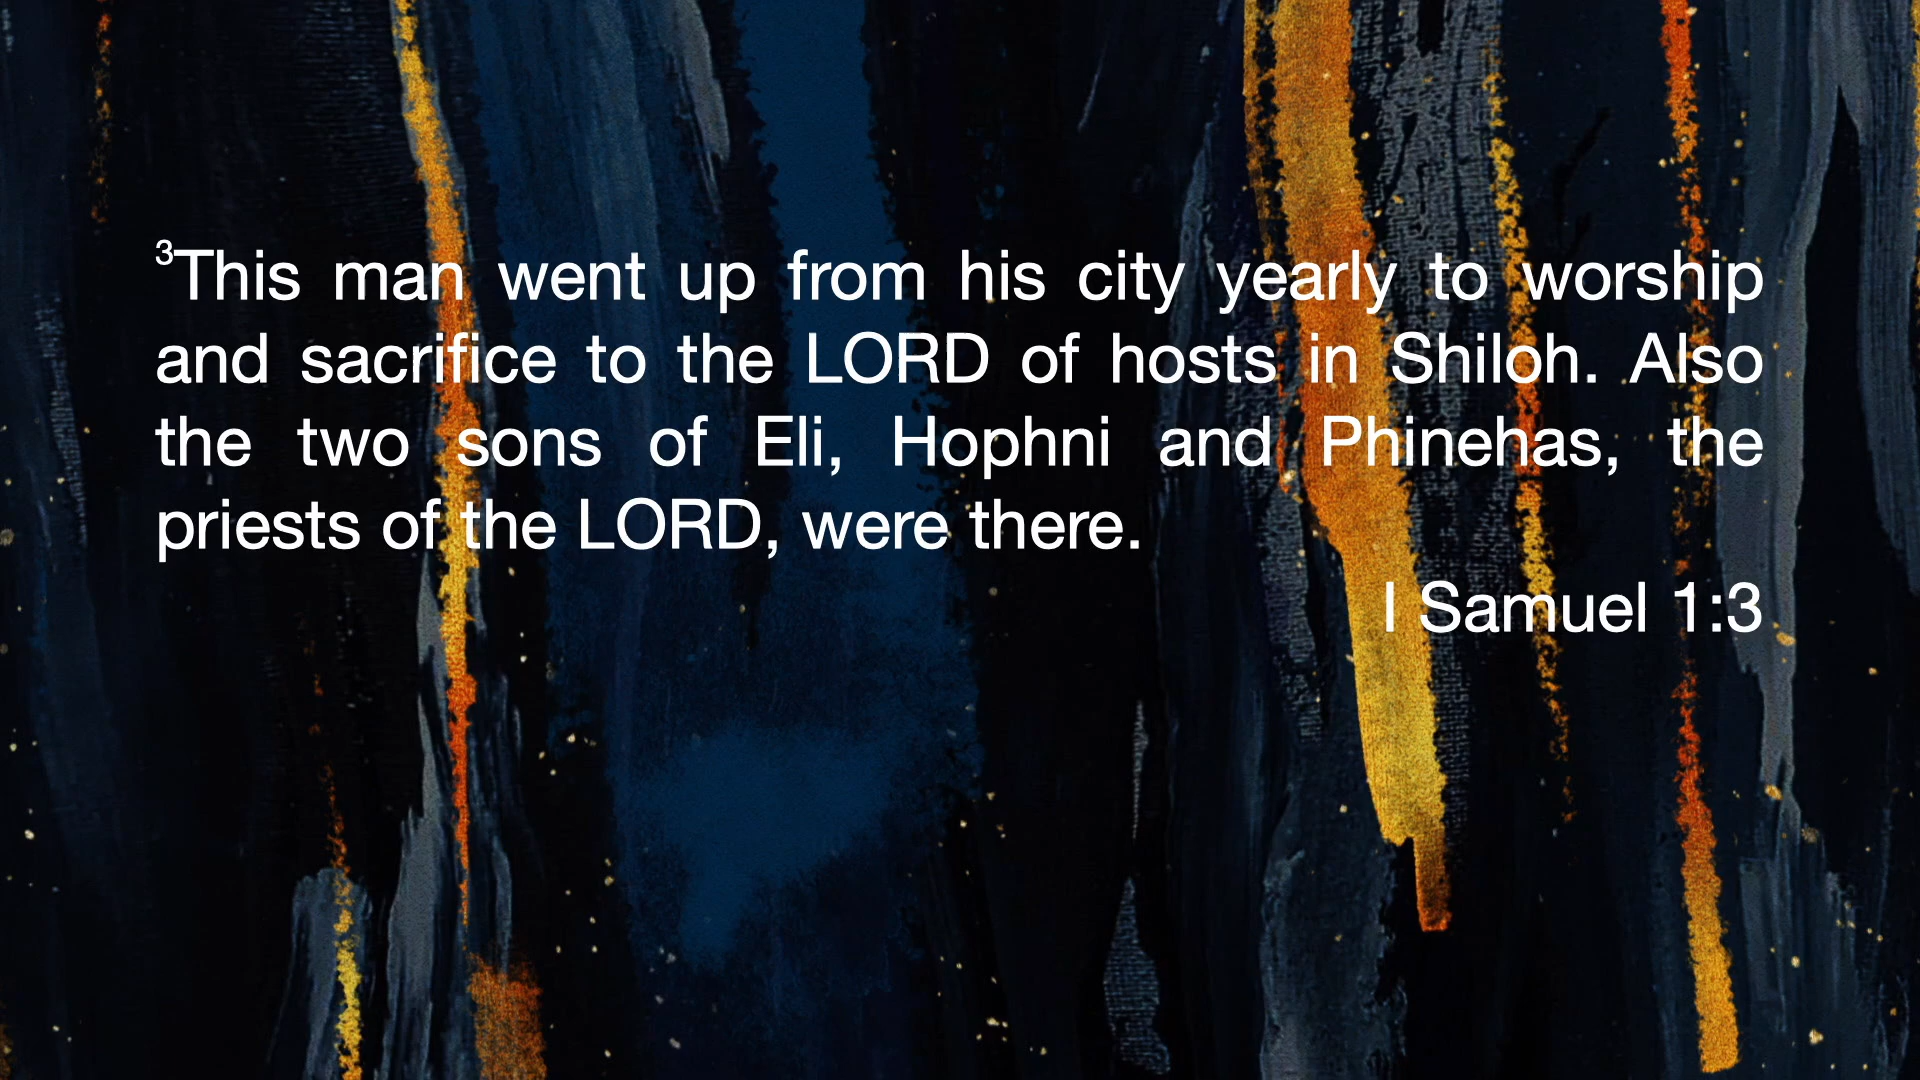 ³This man went up from his city yearly to worship
and sacrifice to the LORD of hosts in Shiloh. Also
the two sons of Eli, Hophni and Phinehas, the
priests of the LORD, were there.
I Samuel 1:3